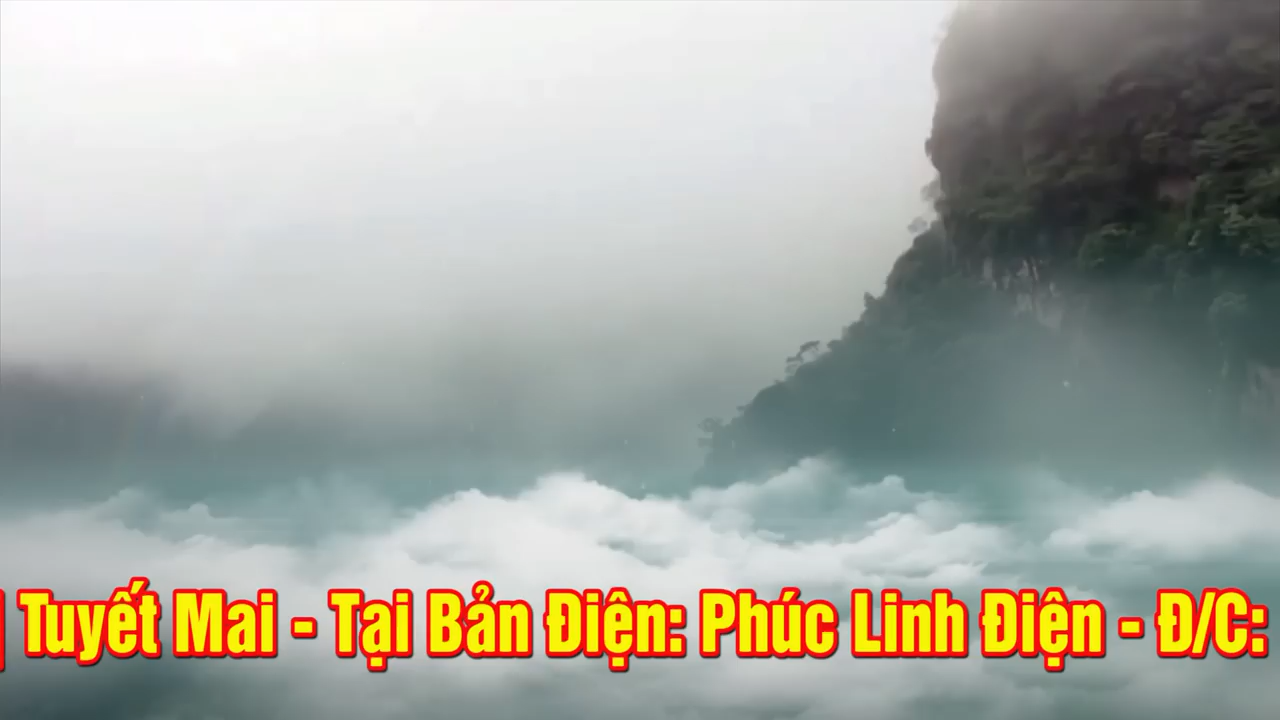 Tuyết Mai - Tại Bản Điện: Phúc Linh Điện - Đ/C: